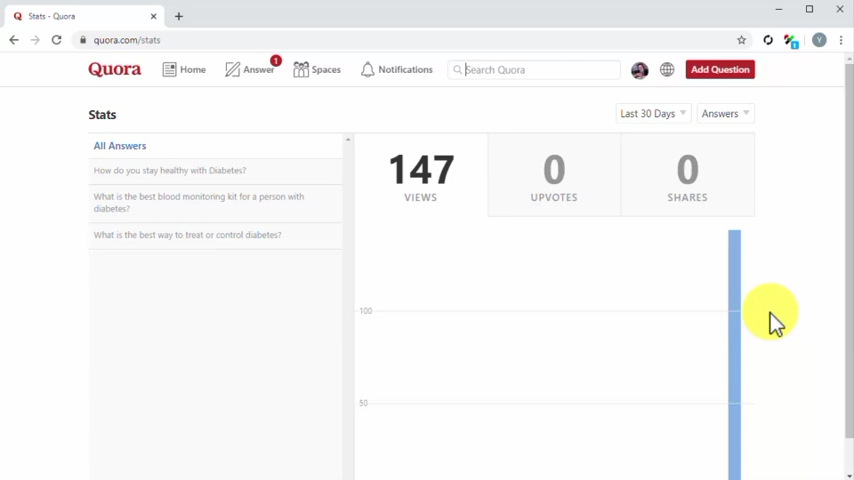 Stats - Quora
quora.com/stats
Y
Quora
Home
Answer
1
Spaces
Notifications
Search Quora
Add Question
Stats
Last 30 Days
Answers
All Answers
How do you stay healthy with Diabetes?
What is the best blood monitoring kit for a person with
diabetes?
What is the best way to treat or control diabetes?
147
VIEWS
0
UPVOTES
0
SHARES
100
50